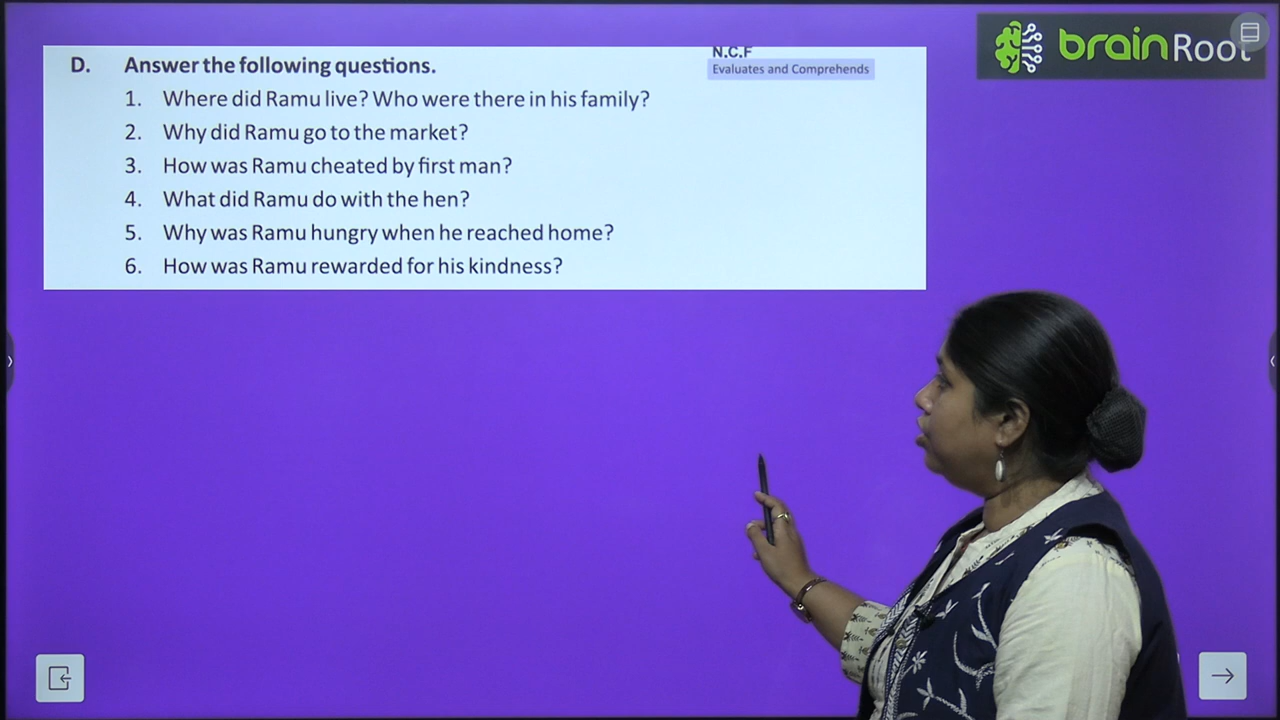 brainRoot
N.C.F
D. Answer the following questions.
Evaluates and Comprehends
1. Where did Ramu live? Who were there in his family?
2. Why did Ramu go to the market?
3. How was Ramu cheated by first man?
4. What did Ramu do with the hen?
5. Why was Ramu hungry when he reached home?
6. How was Ramu rewarded for his kindness?